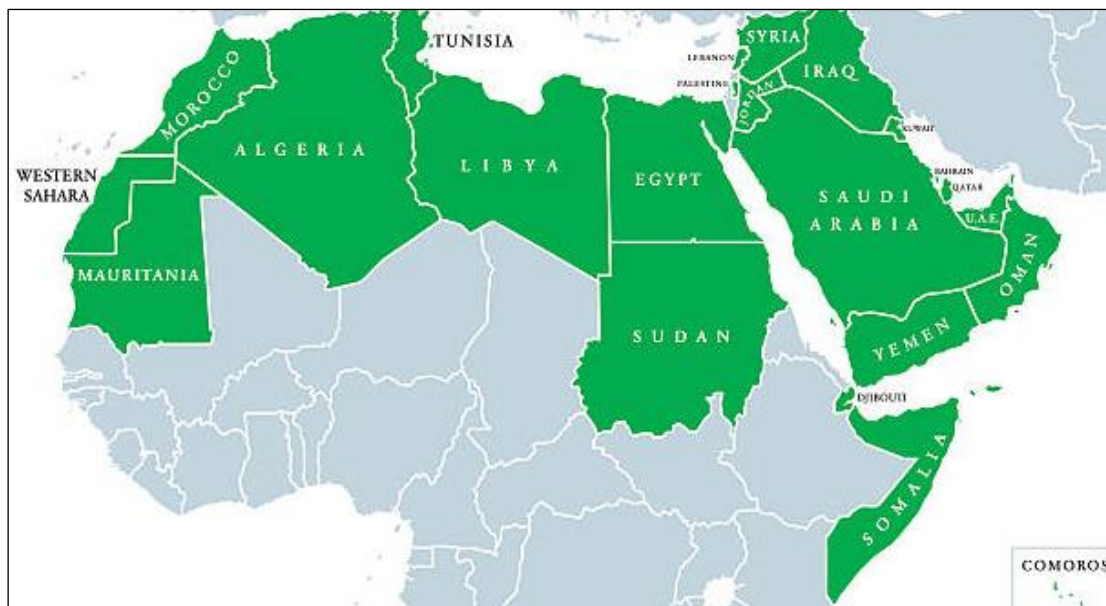 TUNISIA
SYRIA
LEBANON
IRAQ
PALESTINE
JORDAN
MOROCCO
ALGERIA
LIBYA
EGYPT
KUWAIT
WESTERN
SAHARA
BAHRAIN
QATAR
SAUDI
ARABIA
U.A.E.
OMAN
MAURITANIA
SUDAN
YEMEN
DJIBOUTI
SOMALIA
COMOROS